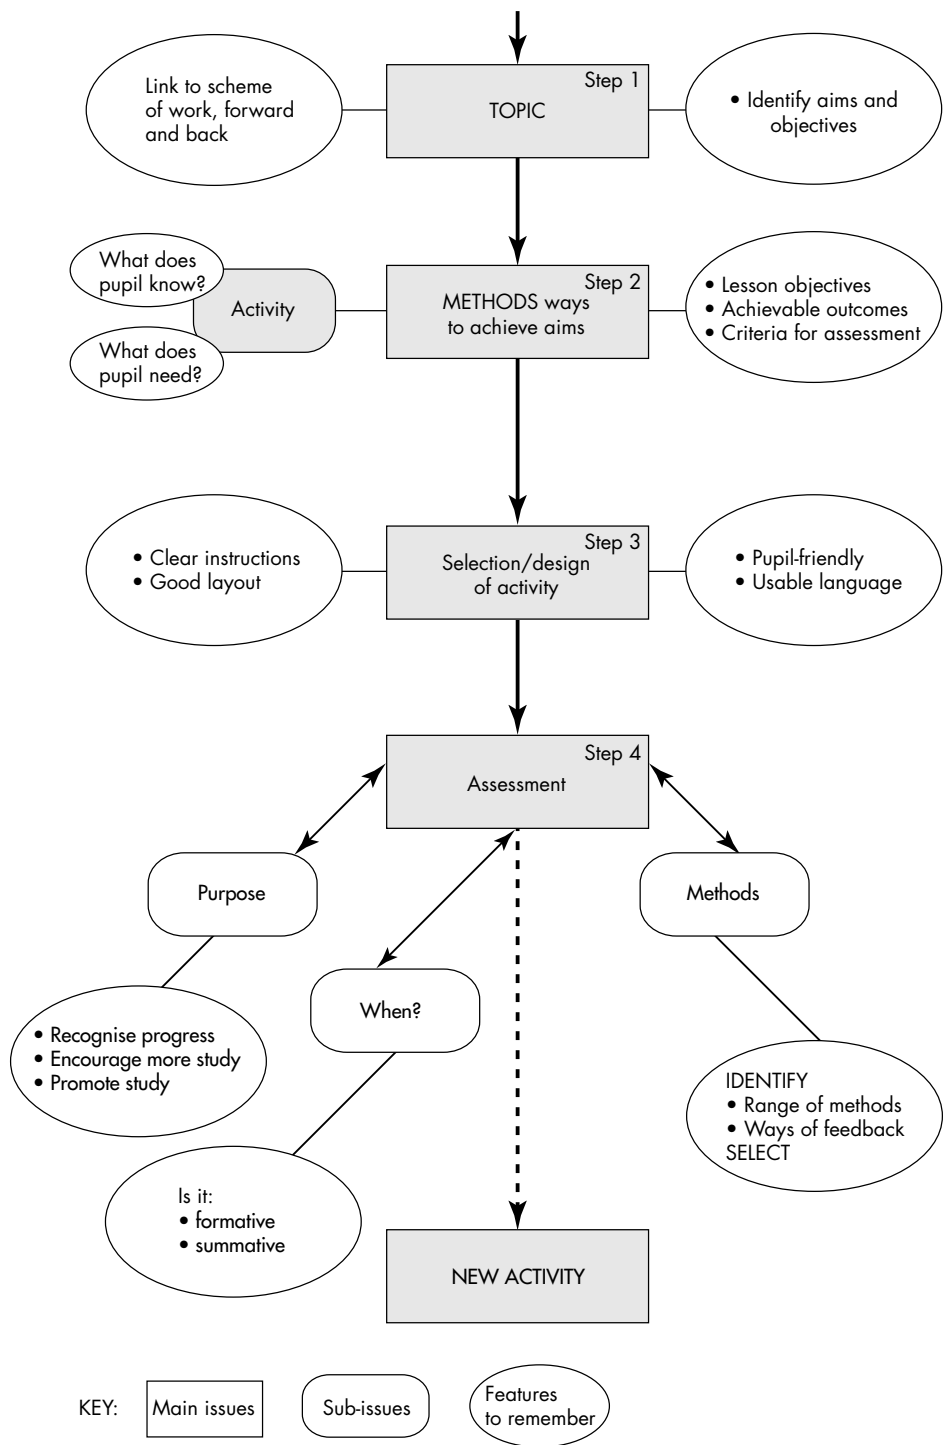 Step 1
TOPIC
Link to scheme
of work, forward
and back
• Identify aims and
objectives
Step 2
METHODS ways
to achieve aims
Activity
What does
pupil know?
What does
pupil need?
• Lesson objectives
• Achievable outcomes
• Criteria for assessment
Step 3
Selection/design
of activity
• Clear instructions
• Good layout
• Pupil-friendly
• Usable language
Step 4
Assessment
Purpose
• Recognise progress
• Encourage more study
• Promote study
When?
Is it:
• formative
• summative
Methods
IDENTIFY
• Range of methods
• Ways of feedback
SELECT
NEW ACTIVITY
KEY:
Main issues
Sub-issues
Features
to remember